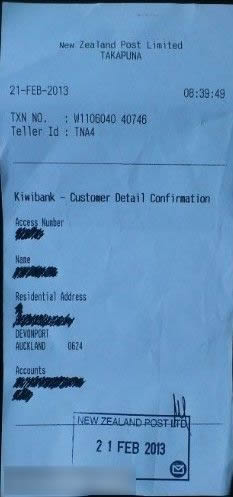 New Zealand Post Limited
TAKAPUNA
21-FEB-2013 08:39:49
TXN NO. : W1106040 40746
Teller Id : TNA4
Kiwibank - Customer Detail Confirmation
Access Number
Name
Residential Address
DEVONPORT
AUCKLAND 0624
Accounts
NEW ZEALAND POST LTD
21 FEB 2013